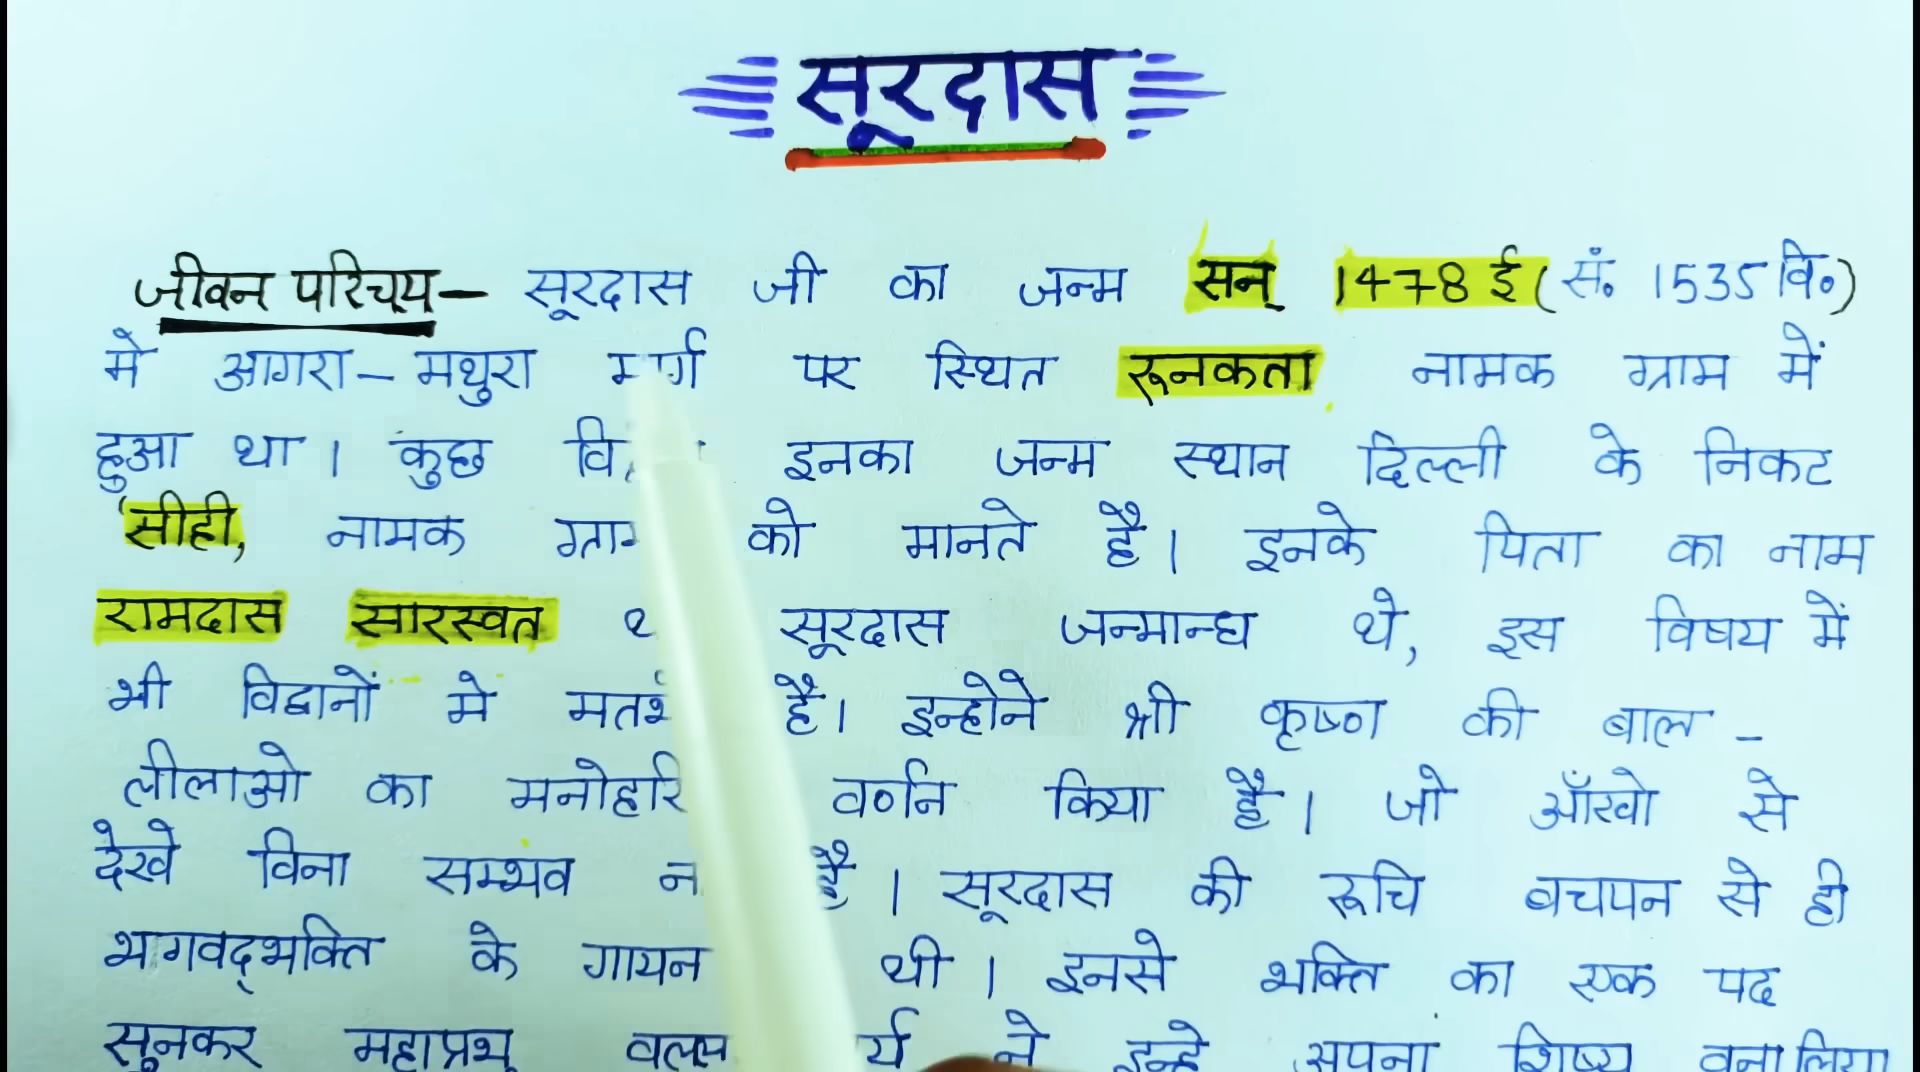 सूरदास
जीवन परिचय— सूरदास जी का जन्म सन् 1478 ई (सं. 1535 वि०)
मे आगरा – मथुरा मार्ग पर स्थित रूनकता नामक ग्राम में
हुआ था। कुछ इनका जन्म स्थान दिल्ली के निकट
'सीही, नामक को मानते है। इनके पिता का नाम
रामदास सारस्वत सूरदास जन्मान्ध थे, इस विषय में
भी विद्वानों मे है। इन्होने श्री कृष्ण की बाल –
लीलाओ का वर्णन किया है। जो आँखो से
देखे विना सम्भव है। सूरदास की रूचि बचपन से ही
भागवद्‌भक्ति के गायन थी। इनसे भक्ति का एक पद
सुनकर महाप्रभु ने इन्हे अपना शिष्य बना लिया